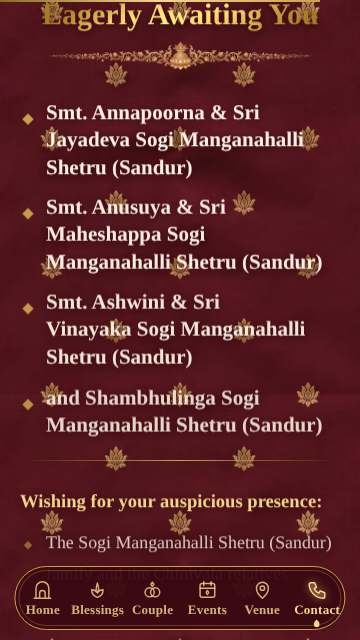 Eagerly Awaiting You
Smt. Annapoorna & Sri
Jayadeva Sogi Manganahalli
Shetru (Sandur)
Smt. Anusuya & Sri
Maheshappa Sogi
Manganahalli Shetru (Sandur)
Smt. Ashwini & Sri
Vinayaka Sogi Manganahalli
Shetru (Sandur)
and Shambhulinga Sogi
Manganahalli Shetru (Sandur)
Wishing for your auspicious presence:
The Sogi Manganahalli Shetru (Sandur)
Home Blessings Couple Events Venue Contact